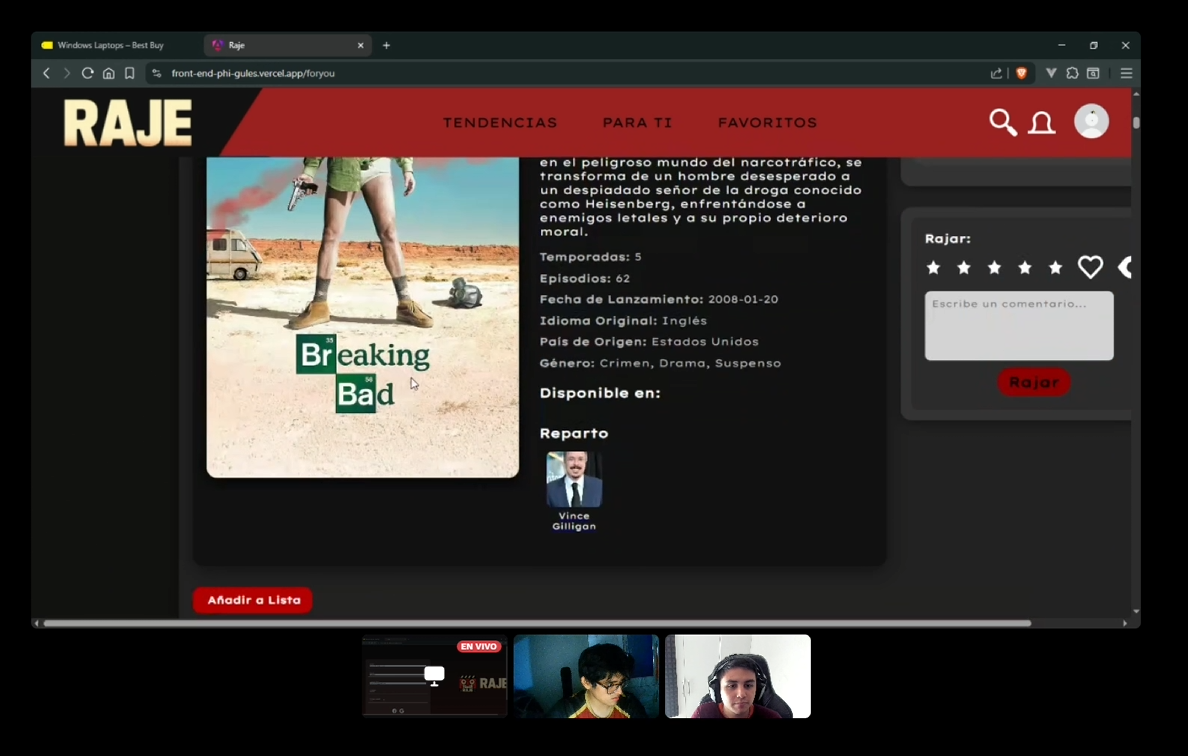 Windows Laptops – Best Buy
Raje
front-end-phi-gules.vercel.app/foryou
RAJE
TENDENCIAS
PARA TI
FAVORITOS
en el peligroso mundo del narcotráfico, se
transforma de un hombre desesperado a
un despiadado señor de la droga conocido
como Heisenberg, enfrentándose a
enemigos letales y a su propio deterioro
moral.
Temporadas: 5
Episodios: 62
Fecha de Lanzamiento: 2008-01-20
Idioma Original: Inglés
País de Origen: Estados Unidos
Género: Crimen, Drama, Suspenso
Disponible en:
Reparto
Vince
Gilligan
35
Breaking
56
Bad
Añadir a Lista
Rajar:
Escribe un comentario...
Rajar
EN VIVO
RAJE